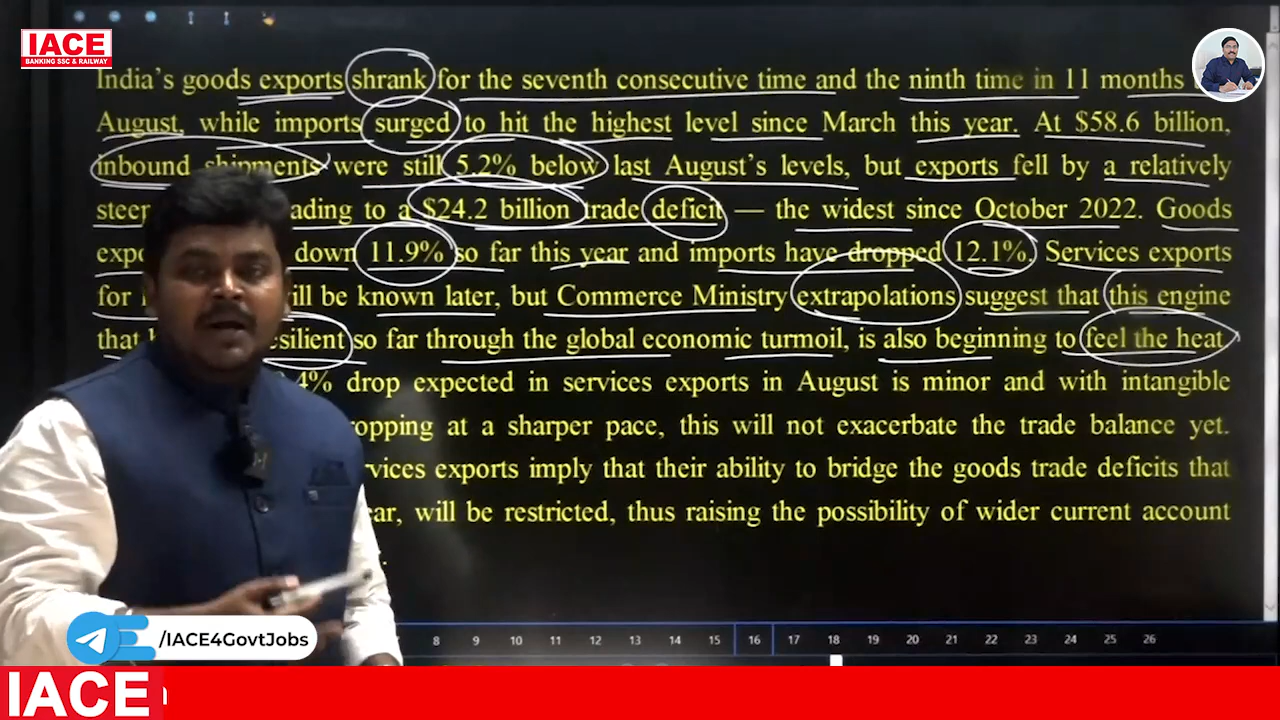 IACE
BANKING SSC & RAILWAY
India's goods exports shrank for the seventh consecutive time and the ninth time in 11 months
August, while imports surged to hit the highest level since March this year. At $58.6 billion,
inbound shipments were still 5.2% below last August's levels, but exports fell by a relatively
steer ading to a $24.2 billion trade deficit — the widest since October 2022. Goods
expo down 11.9% so far this year and imports have dropped 12.1%. Services exports
for ill be known later, but Commerce Ministry extrapolations suggest that this engine
that esilient so far through the global economic turmoil, is also beginning to feel the heat
.4% drop expected in services exports in August is minor and with intangible
opping at a sharper pace, this will not exacerbate the trade balance yet.
rvices exports imply that their ability to bridge the goods trade deficits that
ear, will be restricted, thus raising the possibility of wider current account
8 9 10 11 12 13 14 15 16 17 18 19 20 21 22 23 24 25 26
/IACE4GovtJobs
IACE